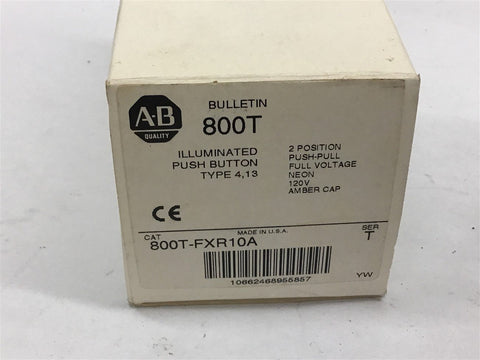 A-B
QUALITY
BULLETIN
800T
ILLUMINATED
PUSH BUTTON
TYPE 4,13
2 POSITION
PUSH-PULL
FULL VOLTAGE
NEON
120V
AMBER CAP
CE
MADE IN U.S.A.
CAT
800T-FXR10A
SER
T
10662468955857
YW